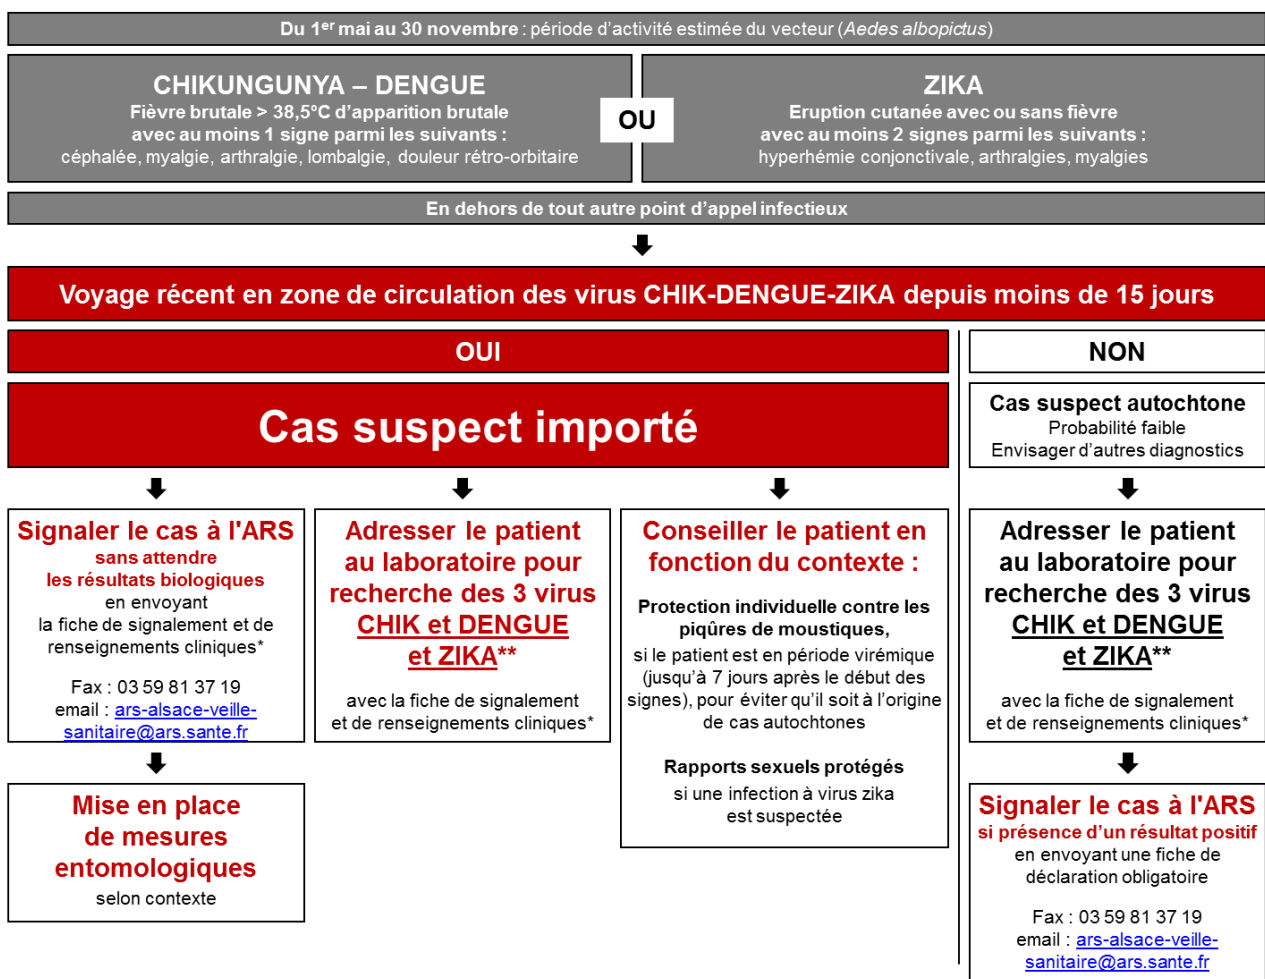 Du 1er mai au 30 novembre : période d'activité estimée du vecteur (Aedes albopictus)
CHIKUNGUNYA – DENGUE
Fièvre brutale > 38,5°C d'apparition brutale
avec au moins 1 signe parmi les suivants :
céphalée, myalgie, arthralgie, lombalgie, douleur rétro-orbitaire
OU
ZIKA
Eruption cutanée avec ou sans fièvre
avec au moins 2 signes parmi les suivants :
hyperhémie conjonctivale, arthralgies, myalgies
En dehors de tout autre point d'appel infectieux
Voyage récent en zone de circulation des virus CHIK-DENGUE-ZIKA depuis moins de 15 jours
OUI
NON
Cas suspect importé
Cas suspect autochtone
Probabilité faible
Envisager d'autres diagnostics
Signaler le cas à l'ARS
sans attendre
les résultats biologiques
en envoyant
la fiche de signalement et de
renseignements cliniques*
Fax : 03 59 81 37 19
email : ars-alsace-veille-
sanitaire@ars.sante.fr
Adresser le patient
au laboratoire pour
recherche des 3 virus
CHIK et DENGUE
et ZIKA**
avec la fiche de signalement
et de renseignements cliniques*
Conseiller le patient en
fonction du contexte :
Protection individuelle contre les
piqûres de moustiques,
si le patient est en période virémique
(jusqu'à 7 jours après le début des
signes), pour éviter qu'il soit à l'origine
de cas autochtones
Rapports sexuels protégés
si une infection à virus zika
est suspectée
Adresser le patient
au laboratoire pour
recherche des 3 virus
CHIK et DENGUE
et ZIKA**
avec la fiche de signalement
et de renseignements cliniques*
Mise en place
de mesures
entomologiques
selon contexte
Signaler le cas à l'ARS
si présence d'un résultat positif
en envoyant une fiche de
déclaration obligatoire
Fax : 03 59 81 37 19
email : ars-alsace-veille-
sanitaire@ars.sante.fr